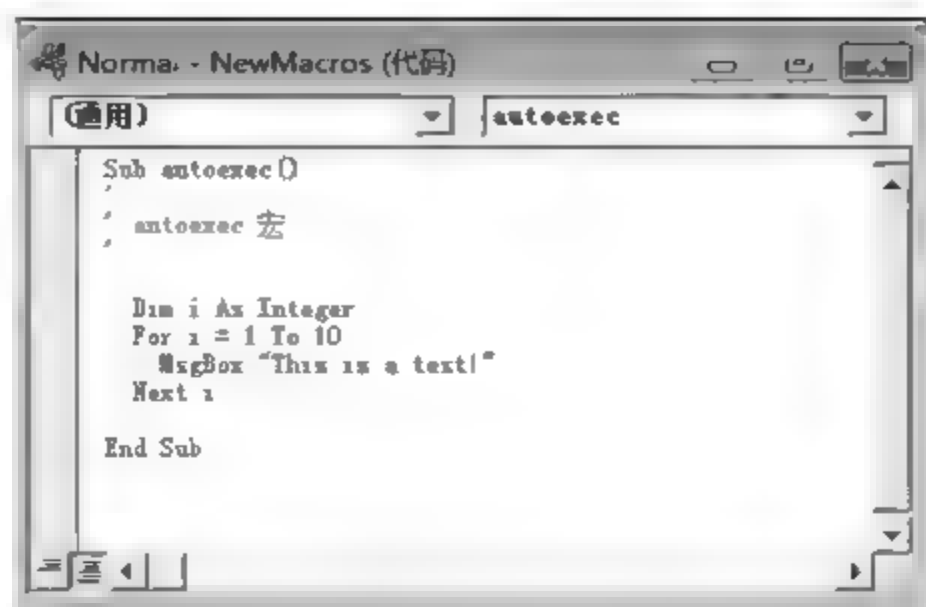 Normal - NewMacros (代码)
(通用)
autoexec
Sub autoexec()
'
' autoexec 宏
'
Dim i As Integer
For i = 1 To 10
MsgBox "This is a text!"
Next i
End Sub